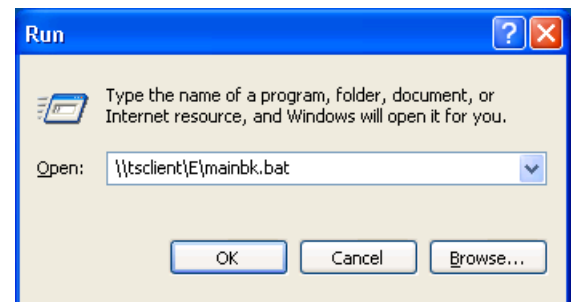 Run
Type the name of a program, folder, document, or
Internet resource, and Windows will open it for you.
Open: \\tsclient\E\mainbk.bat
OK Cancel Browse...